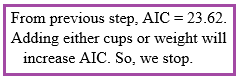 From previous step, AIC = 23.62.
Adding either cups or weight will
increase AIC. So, we stop.